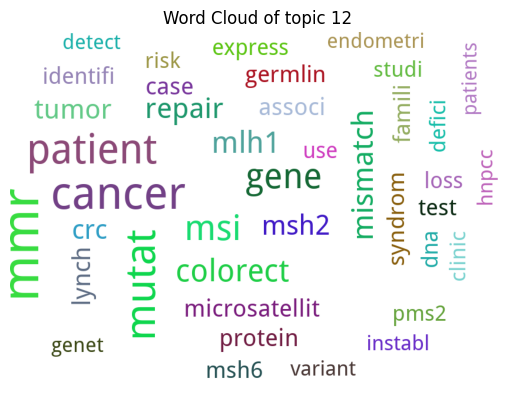 Word Cloud of topic 12
detect
express
endometri
risk
identifi
case
germlin
studi
patients
tumor
repair
associ
famili
defici
patient
mlh1
use
mismatch
gene
cancer
loss
hnpcc
syndrom
test
mmr
crc
msi
msh2
mutat
dna
clinic
lynch
colorect
microsatellit
pms2
genet
protein
instabl
msh6
variant